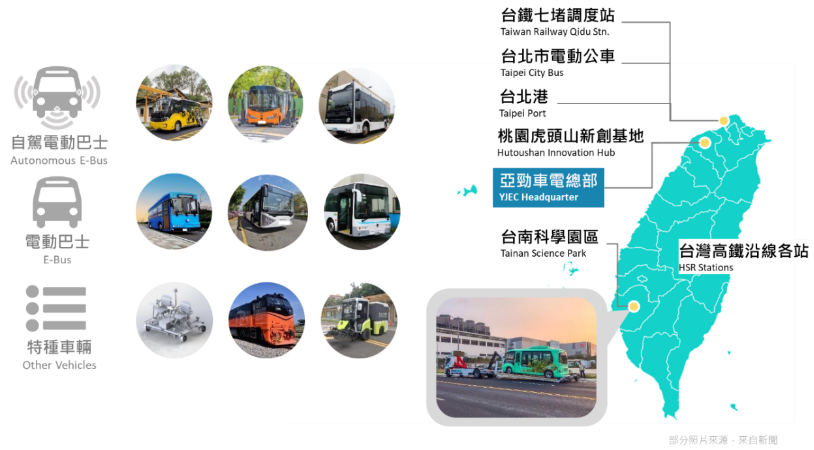 自駕電動巴士
Autonomous E-Bus
電動巴士
E-Bus
特種車輛
Other Vehicles
台鐵七堵調度站
Taiwan Railway Qidu Stn.
台北市電動公車
Taipei City Bus
台北港
Taipei Port
桃園虎頭山新創基地
Hutoushan Innovation Hub
亞勁車電總部
YJEC Headquarter
台南科學園區
Tainan Science Park
台灣高鐵沿線各站
HSR Stations
部分照片來源 - 來自新聞